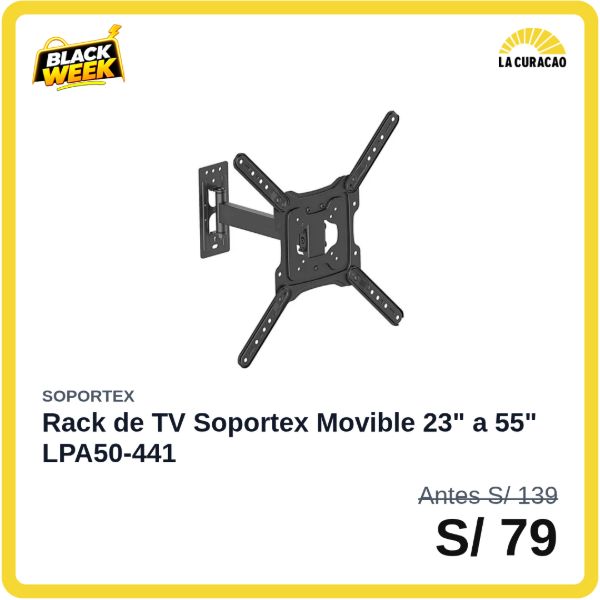 BLACK
WEEK
LA CURACAO
SOPORTEX
Rack de TV Soportex Movible 23" a 55"
LPA50-441
Antes S/ 139
S/ 79